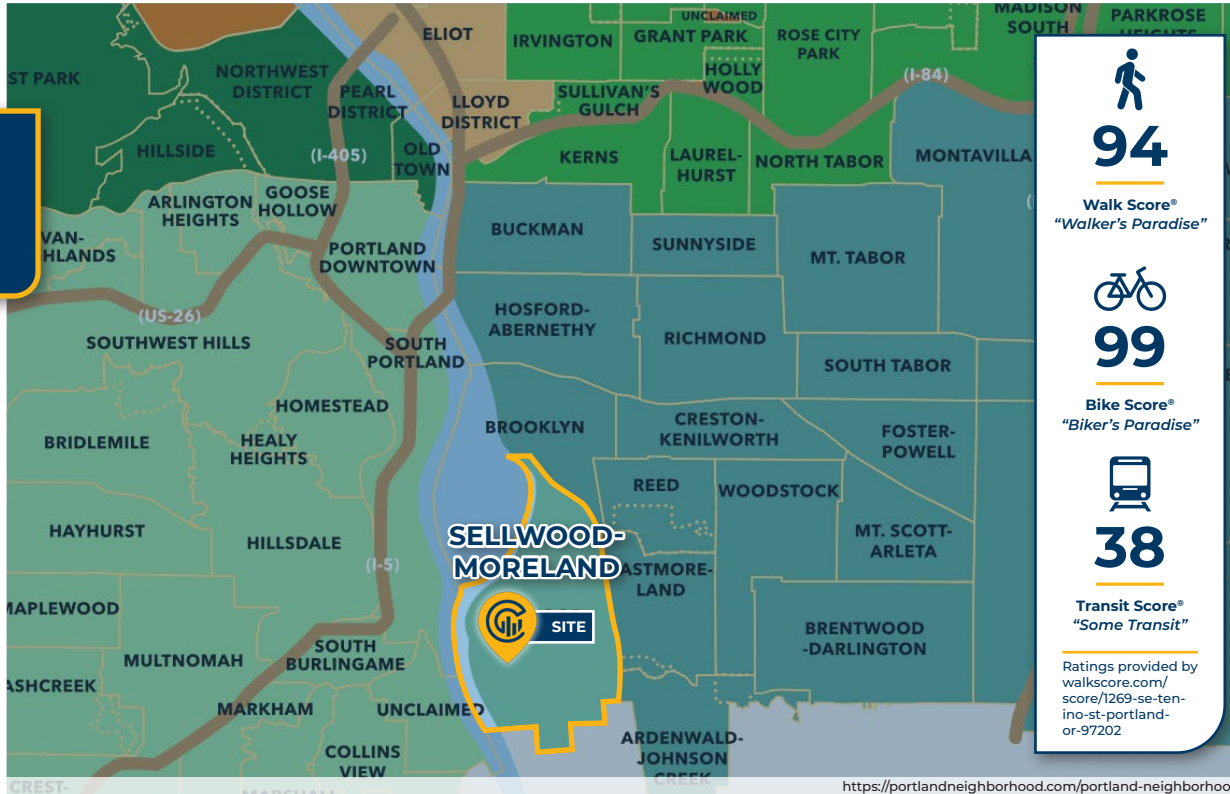 UNCLAIMED
MADISON
SOUTH
PARKROSE
HEIGHTS
ELIOT
IRVINGTON
GRANT PARK
ROSE CITY
PARK
ST PARK
NORTHWEST
DISTRICT
PEARL
DISTRICT
LLOYD
DISTRICT
SULLIVAN'S
GULCH
HOLLY
WOOD
(I-84)
HILLSIDE
(I-405)
OLD
TOWN
KERNS
LAUREL-
HURST
NORTH TABOR
MONTAVILLA
ARLINGTON
HEIGHTS
GOOSE
HOLLOW
VAN-
HLANDS
PORTLAND
DOWNTOWN
BUCKMAN
SUNNYSIDE
MT. TABOR
(US-26)
SOUTHWEST HILLS
SOUTH
PORTLAND
HOSFORD-
ABERNETHY
RICHMOND
SOUTH TABOR
HOMESTEAD
BRIDLEMILE
HEALY
HEIGHTS
BROOKLYN
CRESTON-
KENILWORTH
FOSTER-
POWELL
REED
WOODSTOCK
HAYHURST
HILLSDALE
(I-5)
SELLWOOD-
MORELAND
SITE
ASTMORE-
LAND
MT. SCOTT-
ARLETA
MAPLEWOOD
MULTNOMAH
SOUTH
BURLINGAME
BRENTWOOD
-DARLINGTON
ASHCREEK
MARKHAM
UNCLAIMED
COLLINS
VIEW
ARDENWALD-
JOHNSON
CREEK
CREST-
MARSHALL
94
Walk Score®
“Walker’s Paradise”
99
Bike Score®
“Biker’s Paradise”
38
Transit Score®
“Some Transit”
Ratings provided by
walkscore.com/
score/1269-se-ten-
ino-st-portland-
or-97202
https://portlandneighborhood.com/portland-neighborhoo